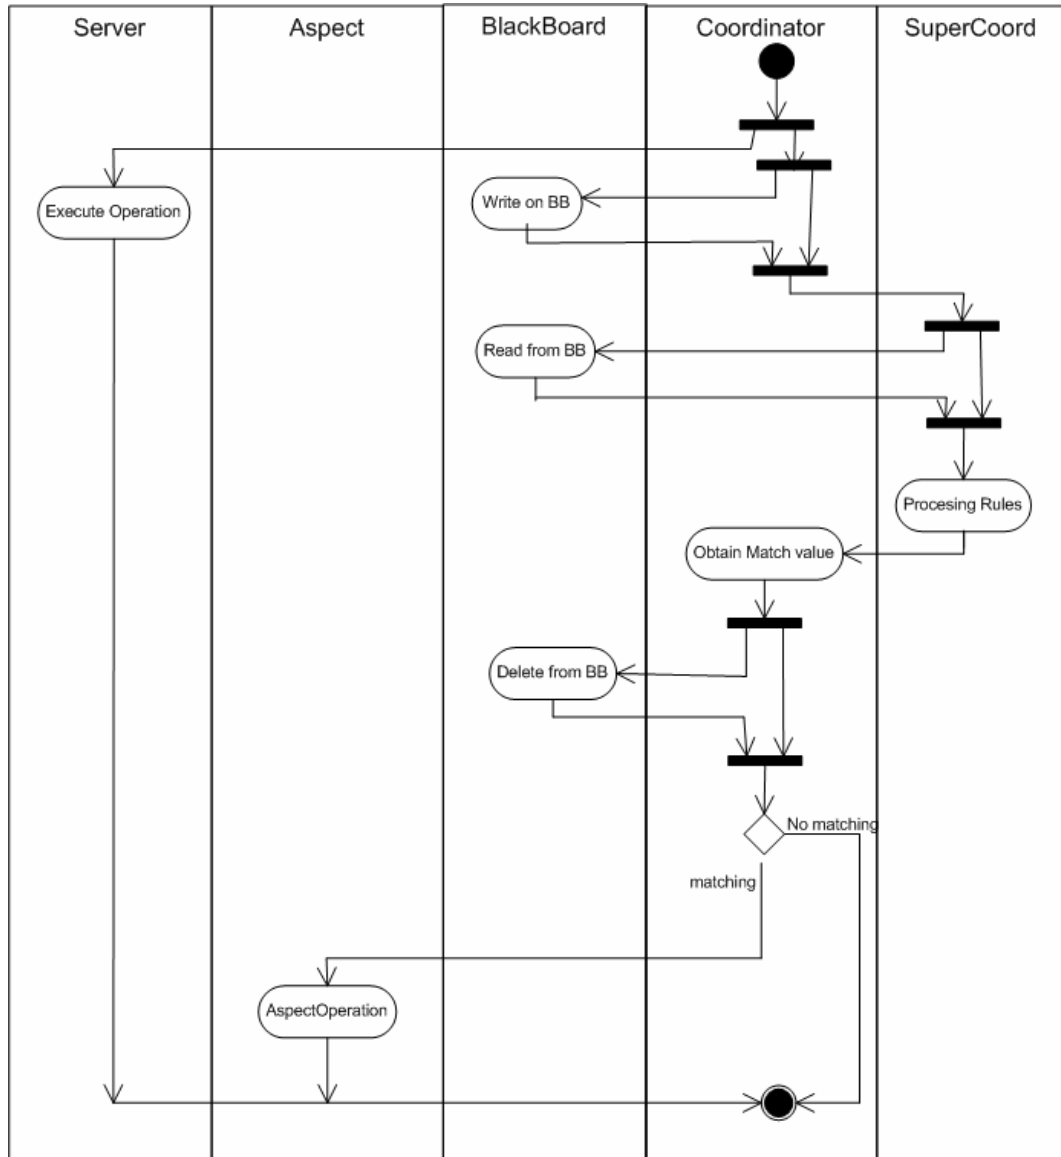 Server
Aspect
BlackBoard
Coordinator
SuperCoord
Execute Operation
Write on BB
Read from BB
Procesing Rules
Obtain Match value
Delete from BB
No matching
matching
AspectOperation